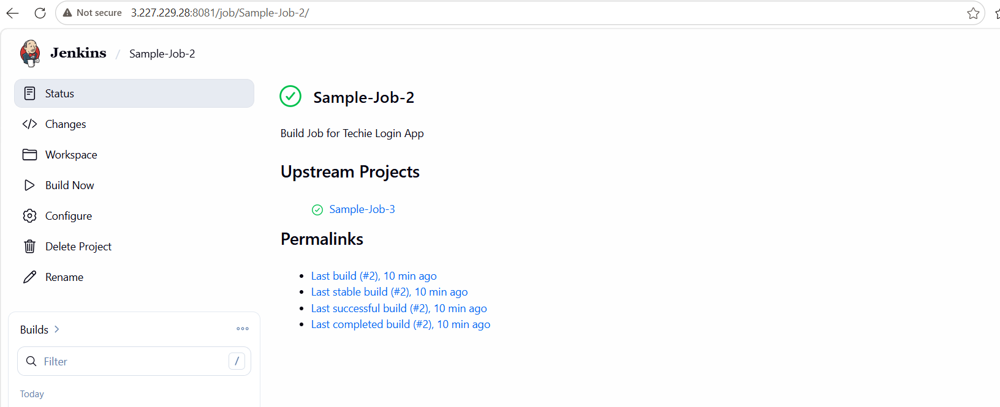 Not secure 3.227.229.28:8081/job/Sample-Job-2/
Jenkins / Sample-Job-2
Status
Changes
Workspace
Build Now
Configure
Delete Project
Rename
Builds
Filter /
Today
Sample-Job-2
Build Job for Techie Login App
Upstream Projects
Sample-Job-3
Permalinks
Last build (#2), 10 min ago
Last stable build (#2), 10 min ago
Last successful build (#2), 10 min ago
Last completed build (#2), 10 min ago